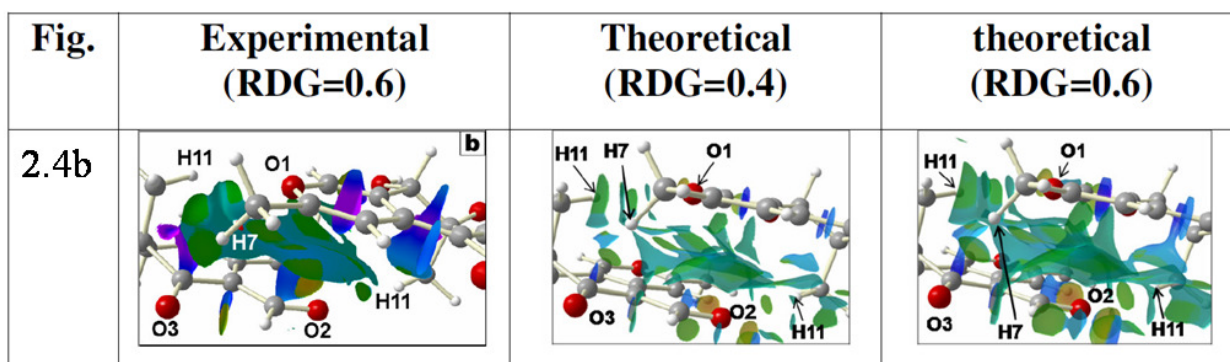 Fig.
Experimental
(RDG=0.6)
Theoretical
(RDG=0.4)
theoretical
(RDG=0.6)
2.4b
b
H11
O1
H7
H11
O3
O2
H11
H7
O1
O3
O2
H11
H11
O1
O2
O3
H7
H11